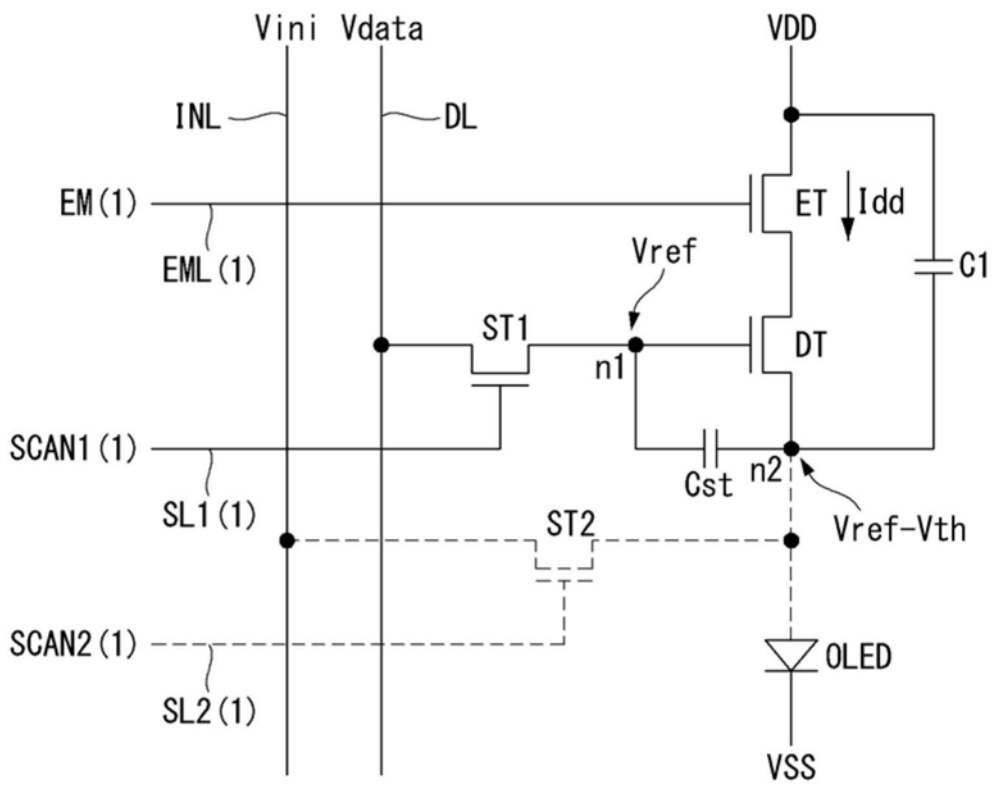 Vini Vdata VDD
INL DL
EM(1) ET Idd
Vref
EML(1) C1
ST1 DT
n1
SCAN1(1) n2
Cst
SL1(1) ST2 Vref-Vth
SCAN2(1) OLED
SL2(1)
VSS